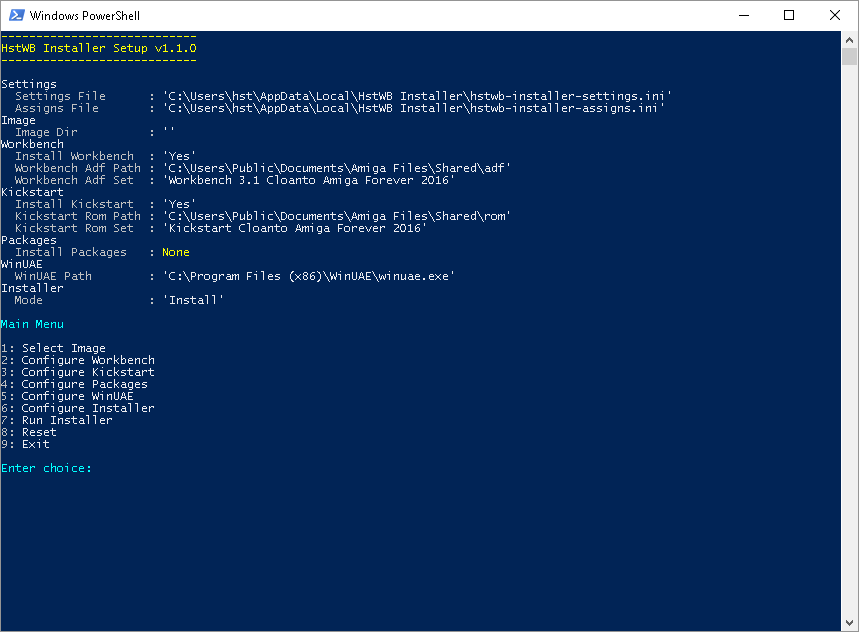 Windows PowerShell
----------------------------
HstWB Installer Setup v1.1.0
----------------------------
Settings
  Settings File      : 'C:\Users\hst\AppData\Local\HstWB Installer\hstwb-installer-settings.ini'
  Assigns File       : 'C:\Users\hst\AppData\Local\HstWB Installer\hstwb-installer-assigns.ini'
Image
  Image Dir          : ''
Workbench
  Install Workbench  : 'Yes'
  Workbench Adf Path : 'C:\Users\Public\Documents\Amiga Files\Shared\adf'
  Workbench Adf Set  : 'Workbench 3.1 Cloanto Amiga Forever 2016'
Kickstart
  Install Kickstart  : 'Yes'
  Kickstart Rom Path : 'C:\Users\Public\Documents\Amiga Files\Shared\rom'
  Kickstart Rom Set  : 'Kickstart Cloanto Amiga Forever 2016'
Packages
  Install Packages   : None
WinUAE
  WinUAE Path        : 'C:\Program Files (x86)\WinUAE\winuae.exe'
Installer
  Mode               : 'Install'
Main Menu
1: Select Image
2: Configure Workbench
3: Configure Kickstart
4: Configure Packages
5: Configure WinUAE
6: Configure Installer
7: Run Installer
8: Reset
9: Exit
Enter choice: